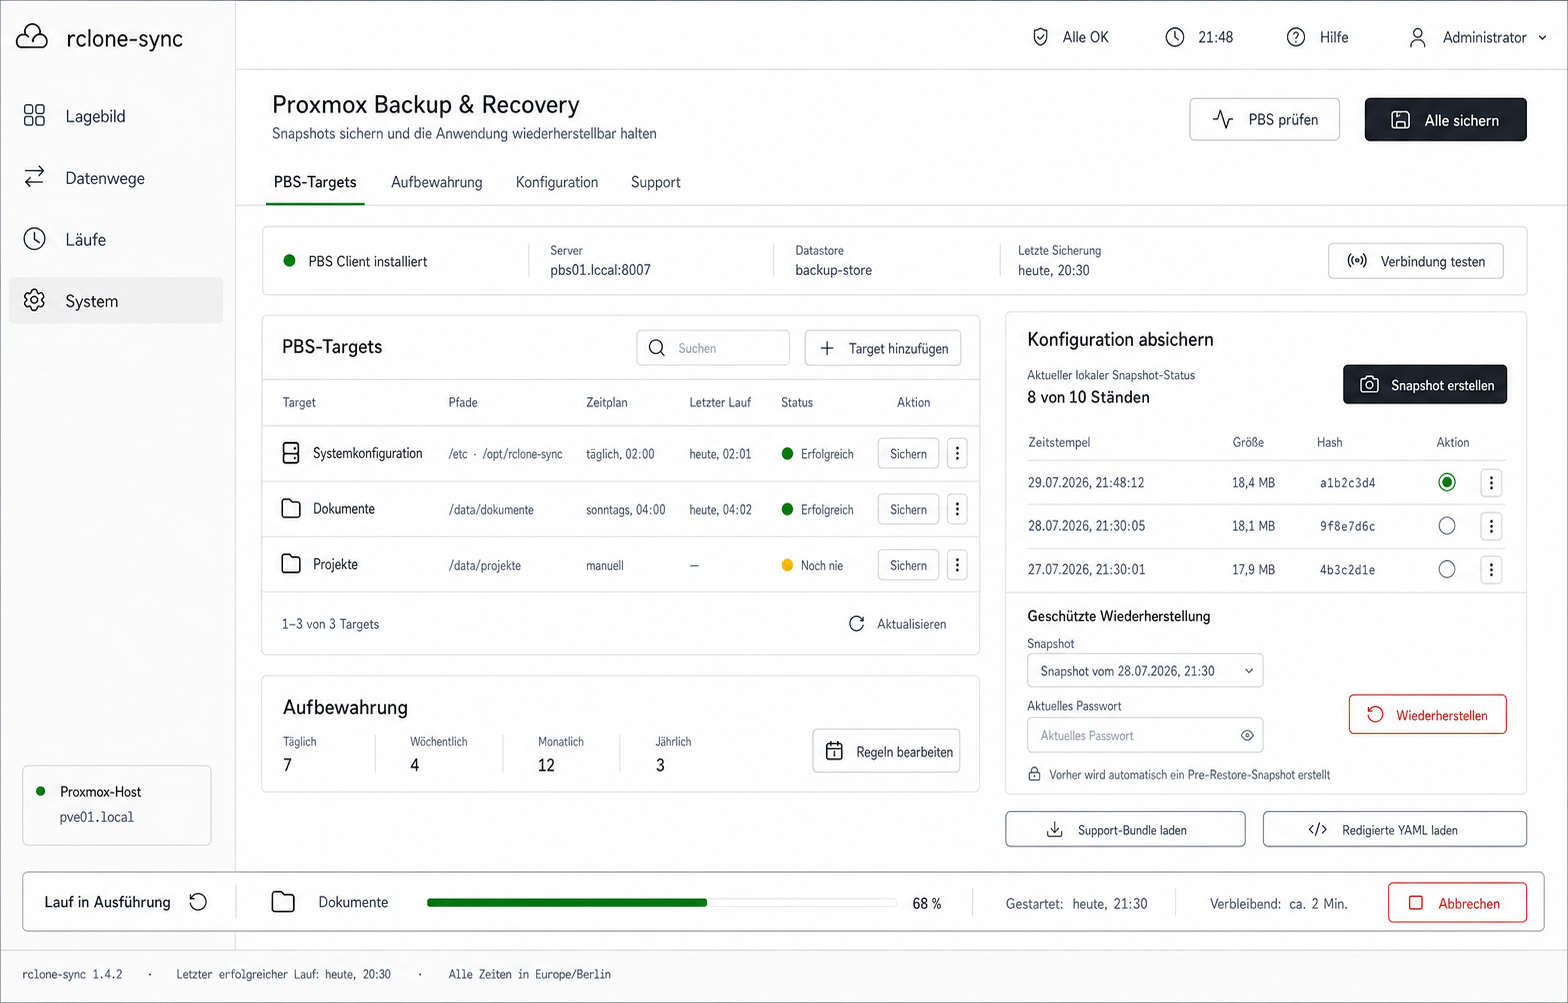 rclone-sync
Alle OK
21:48
Hilfe
Administrator
Lagebild
Datenwege
Läufe
System
Proxmox Backup & Recovery
Snapshots sichern und die Anwendung wiederherstellbar halten
PBS prüfen
Alle sichern
PBS-Targets
Aufbewahrung
Konfiguration
Support
PBS Client installiert
Server
pbs01.lccal:8007
Datastore
backup-store
Letzte Sicherung
heute, 20:30
Verbindung testen
PBS-Targets
Suchen
Target hinzufügen
Target Pfade Zeitplan Letzter Lauf Status Aktion
Systemkonfiguration /etc · /opt/rclone-sync täglich, 02:00 heute, 02:01 Erfolgreich Sichern
Dokumente /data/dokumente sonntags, 04:00 heute, 04:02 Erfolgreich Sichern
Projekte /data/projekte manuell — Noch nie Sichern
1–3 von 3 Targets
Aktualisieren
Aufbewahrung
Täglich
7
Wöchentlich
4
Monatlich
12
Jährlich
3
Regeln bearbeiten
Konfiguration absichern
Aktueller lokaler Snapshot-Status
8 von 10 Ständen
Snapshot erstellen
Zeitstempel Größe Hash Aktion
29.07.2026, 21:48:12 18,4 MB a1b2c3d4
28.07.2026, 21:30:05 18,1 MB 9f8e7d6c
27.07.2026, 21:30:01 17,9 MB 4b3c2d1e
Geschützte Wiederherstellung
Snapshot
Snapshot vom 28.07.2026, 21:30
Aktuelles Passwort
Aktuelles Passwort
Wiederherstellen
Vorher wird automatisch ein Pre-Restore-Snapshot erstellt
Support-Bundle laden
</> Redigierte YAML laden
Proxmox-Host
pve01.local
Lauf in Ausführung
Dokumente
68 %
Gestartet: heute, 21:30
Verbleibend: ca. 2 Min.
Abbrechen
rclone-sync 1.4.2 · Letzter erfolgreicher Lauf: heute, 20:30 · Alle Zeiten in Europe/Berlin